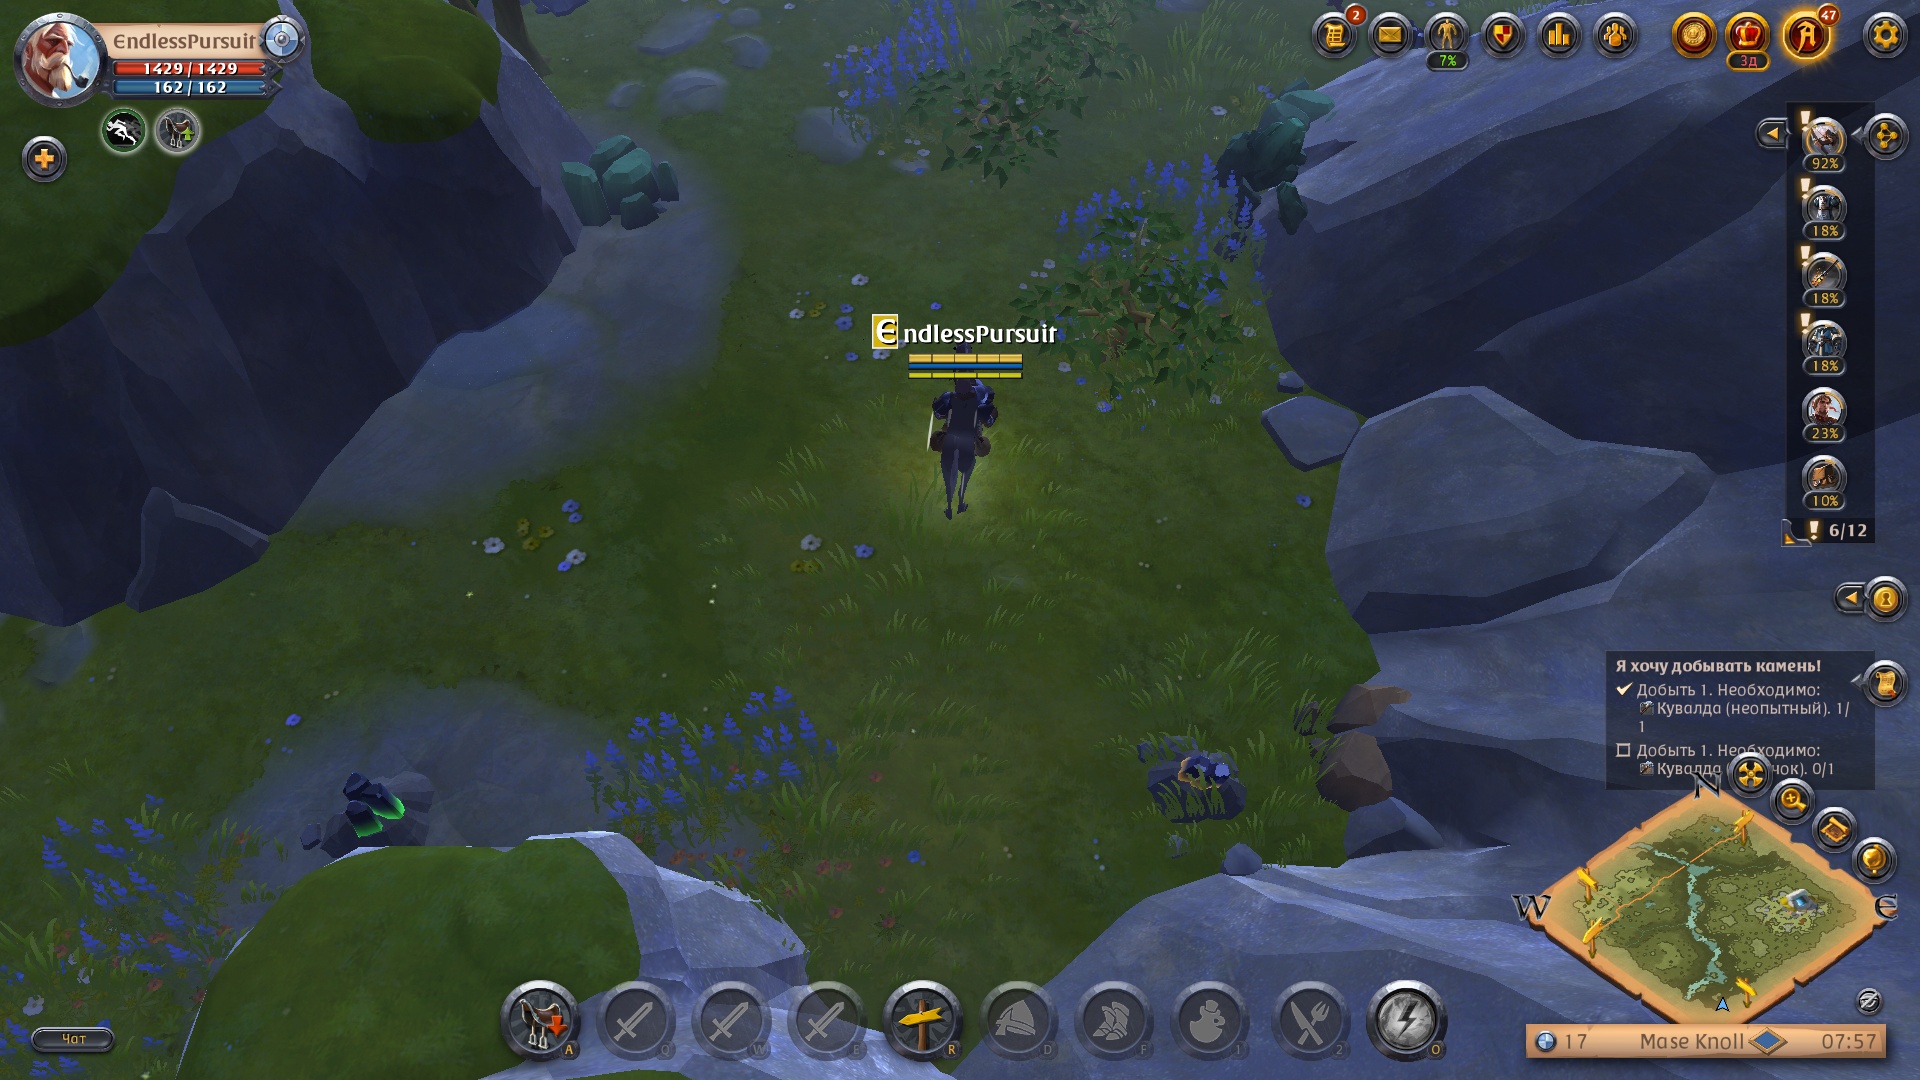 EndlessPursuit
1429 / 1429
162 / 162
2
7%
3д
47
92%
18%
18%
18%
23%
10%
6/12
EndlessPursuit
Я хочу добывать камень!
Добыть 1. Необходимо:
Кувалда (неопытный). 1/
1
Добыть 1. Необходимо:
0/1
N
W
E
Чат
A
Q
W
E
R
D
F
1
2
O
17
Mase Knoll
07:57